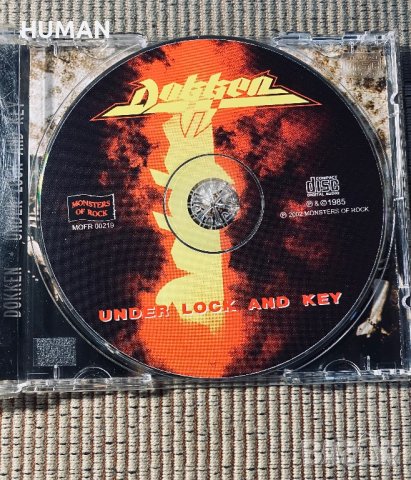 HUMAN
DOKKEN
UNDER LOCK AND KEY
Dokken
MONSTERS
OF ROCK
MOFR 00219
COMPACT
disc
DIGITAL AUDIO
℗ & © 1985
℗ 2002 MONSTERS OF ROCK
UNDER LOCK AND KEY